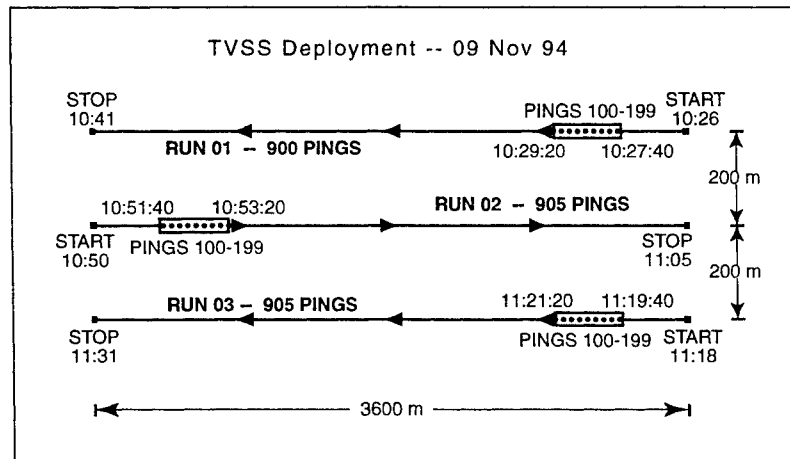 TVSS Deployment -- 09 Nov 94
STOP
10:41
PINGS 100-199
START
10:26
RUN 01 -- 900 PINGS
10:29:20
10:27:40
200 m
10:51:40
10:53:20
RUN 02 -- 905 PINGS
START
10:50
PINGS 100-199
STOP
11:05
200 m
RUN 03 -- 905 PINGS
11:21:20
11:19:40
STOP
11:31
PINGS 100-199
START
11:18
3600 m